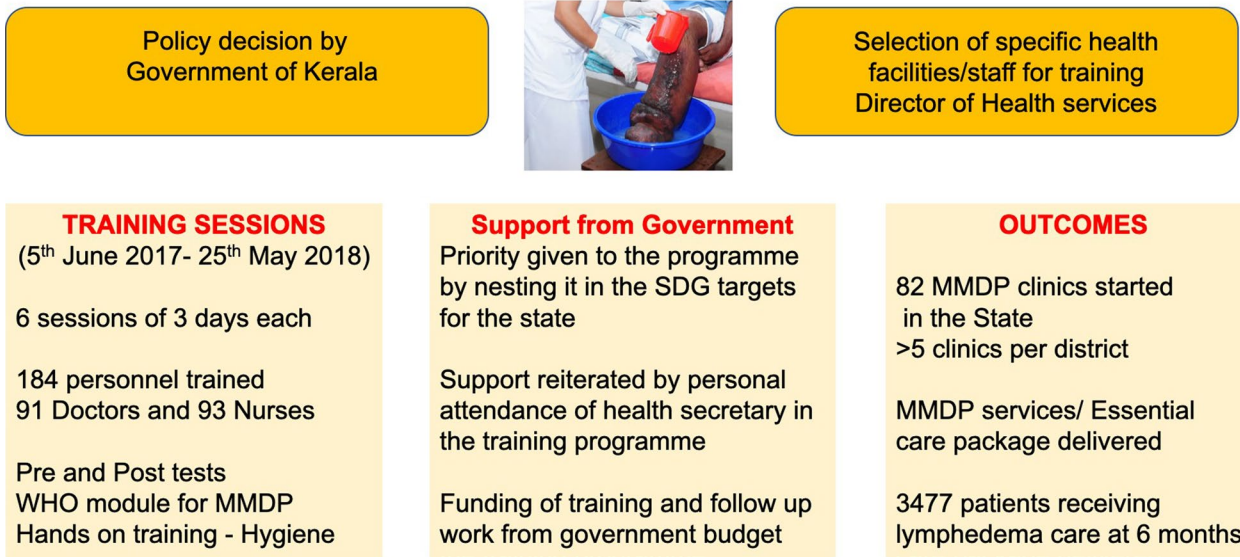 Policy decision by
Government of Kerala
Selection of specific health
facilities/staff for training
Director of Health services
TRAINING SESSIONS
(5th June 2017- 25th May 2018)
6 sessions of 3 days each
184 personnel trained
91 Doctors and 93 Nurses
Pre and Post tests
WHO module for MMDP
Hands on training - Hygiene
Support from Government
Priority given to the programme
by nesting it in the SDG targets
for the state
Support reiterated by personal
attendance of health secretary in
the training programme
Funding of training and follow up
work from government budget
OUTCOMES
82 MMDP clinics started
in the State
>5 clinics per district
MMDP services/ Essential
care package delivered
3477 patients receiving
lymphedema care at 6 months